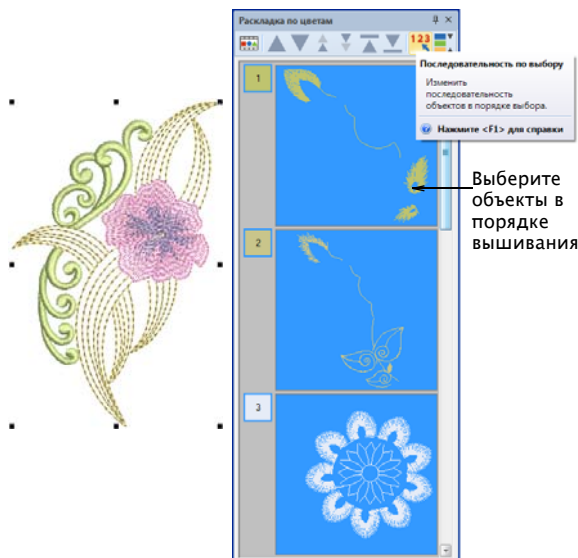 Раскладка по цветам
123
Последовательность по выбору
Изменить
последовательность
объектов в порядке выбора.
Нажмите <F1> для справки
1
Выберите
объекты в
порядке
вышивания
2
3